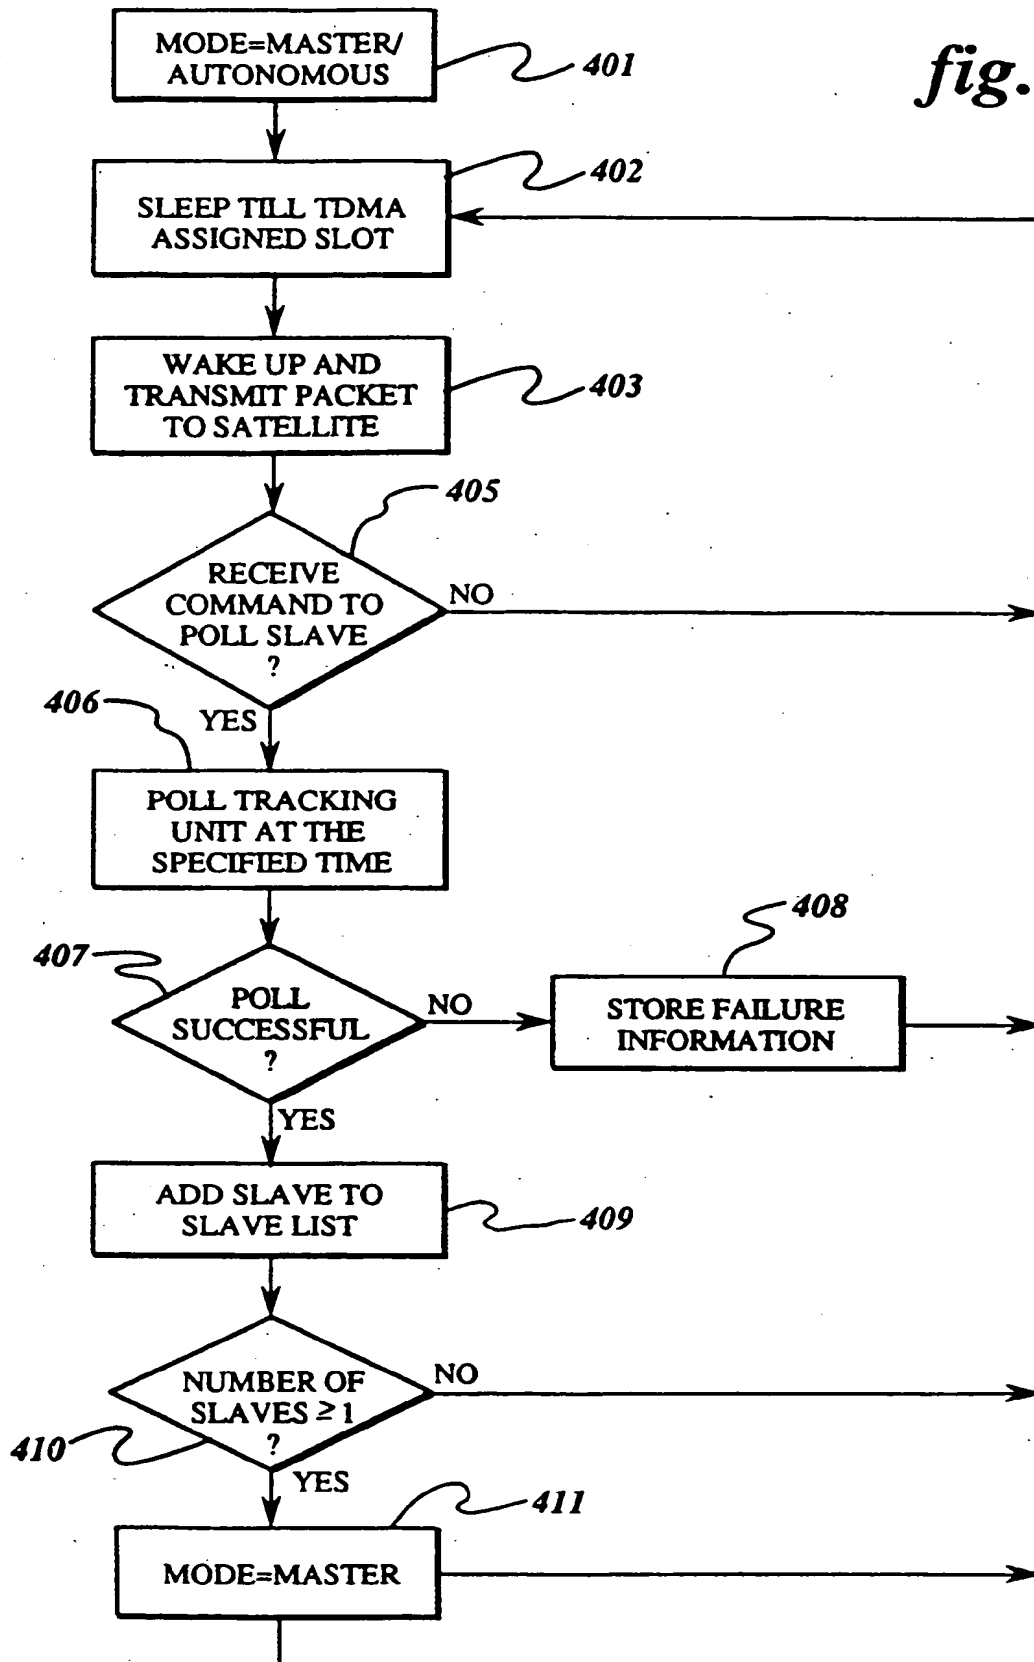 MODE=MASTER/
AUTONOMOUS
401
fig.
402
SLEEP TILL TDMA
ASSIGNED SLOT
WAKE UP AND
TRANSMIT PACKET
TO SATELLITE
403
405
RECEIVE
COMMAND TO
POLL SLAVE
?
NO
406
YES
POLL TRACKING
UNIT AT THE
SPECIFIED TIME
408
407
POLL
SUCCESSFUL
?
NO
STORE FAILURE
INFORMATION
YES
ADD SLAVE TO
SLAVE LIST
409
NUMBER OF
SLAVES ≥ 1
?
NO
410
YES
411
MODE=MASTER